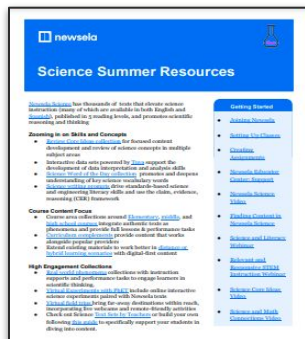 newsela
Science Summer Resources
Newsela Science has thousands of texts that elevate science
instruction (many of which are available in both English and
Spanish), published in 5 reading levels, and promotes scientific
reasoning and thinking
Zooming in on Skills and Concepts
● Review Core Ideas collection for focused content
development and review of science concepts in multiple
subject areas
● Interactive data sets powered by Tuva support the
development of data interpretation and analysis skills
● Science Word of the Day collection promotes and deepens
understanding of key science vocabulary words
● Science writing prompts drive standards-based science
and engineering literacy skills and use the claim, evidence,
reasoning (CER) framework
Course Content Focus
● Course area collections around Elementary, middle, and
high school courses integrate authentic texts as
phenomena and provide full lessons & performance tasks
● Curriculum complements provide content that works
alongside popular providers
● Extend existing materials to work better in distance or
hybrid learning scenarios with digital-first content
High Engagement Collections
● Real-world phenomena collections with instruction
supports and performance tasks to engage learners in
scientific thinking.
● Virtual Experiments with PhET include online interactive
science experiments paired with Newsela texts
● Virtual field trips bring far-away destinations within reach,
incorporating live webcams and remote-friendly activities
● Check out Science Text Sets by Teachers or build your own
following this guide to specifically support your students in
diving into content.
Getting Started
● Joining Newsela
● Setting Up Classes
● Creating
Assignments
● Newsela Educator
Center: Support
● Newsela Science
Video
● Finding Content in
Newsela Science
● Science and Literacy
Webinar
● Relevant and
Responsive STEM
Instruction Webinar
● Science Core Ideas
Video
● Science and Math
Connections Video